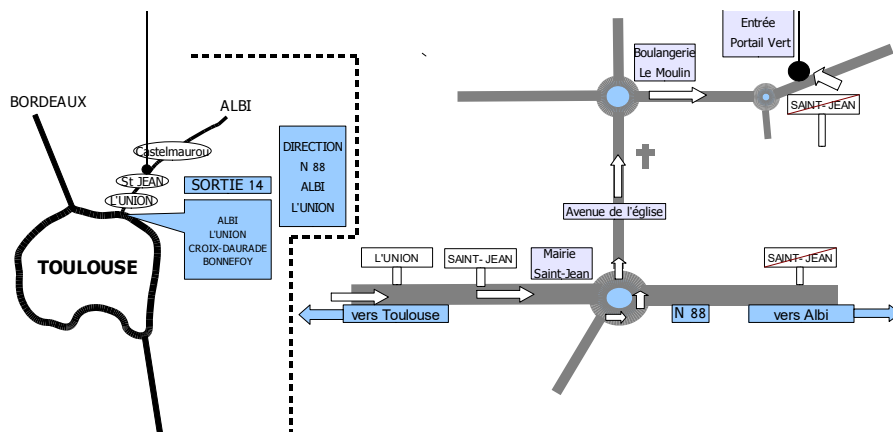 BORDEAUX
ALBI
Castelmaurou
St JEAN
L'UNION
SORTIE 14
DIRECTION
N 88
ALBI
L'UNION
ALBI
L'UNION
CROIX-DAURADE
BONNEFOY
TOULOUSE
Boulangerie
Le Moulin
Entrée
Portail Vert
SAINT-JEAN
Avenue de l'église
L'UNION
SAINT-JEAN
Mairie
Saint-Jean
SAINT-JEAN
vers Toulouse
N 88
vers Albi